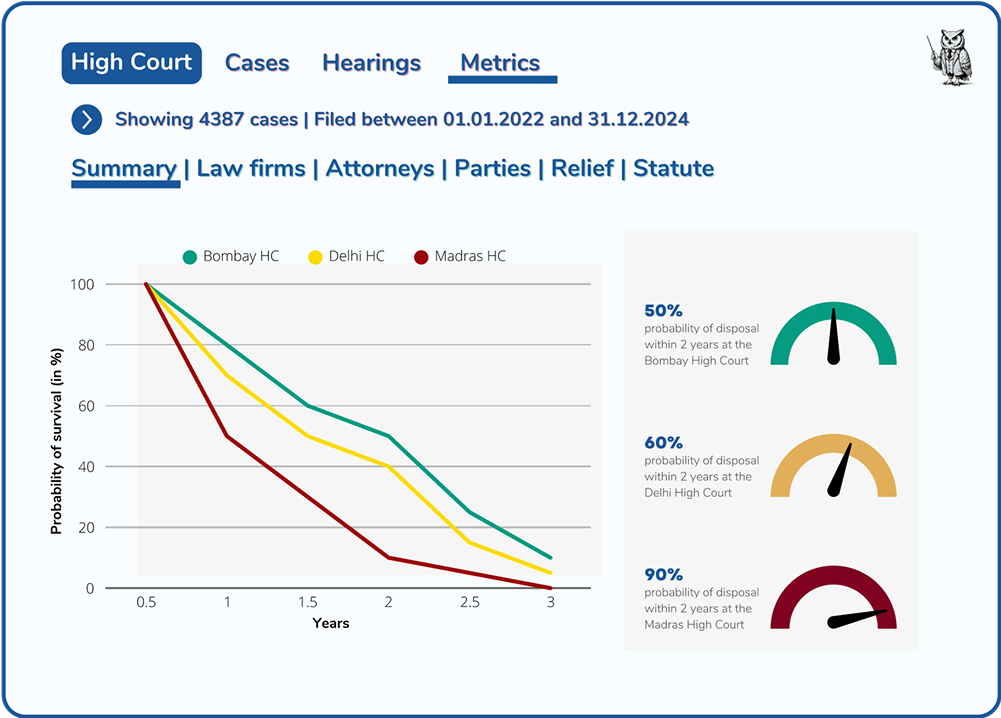 High Court Cases Hearings Metrics
Showing 4387 cases | Filed between 01.01.2022 and 31.12.2024
Summary | Law firms | Attorneys | Parties | Relief | Statute
Bombay HC Delhi HC Madras HC
Probability of survival (in %)
100
80
60
40
20
0
0.5 1 1.5 2 2.5 3
Years
50%
probability of disposal
within 2 years at the
Bombay High Court
60%
probability of disposal
within 2 years at the
Delhi High Court
90%
probability of disposal
within 2 years at the
Madras High Court